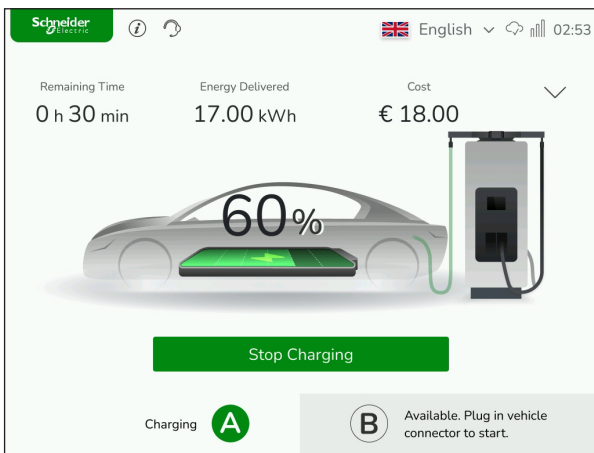 Schneider
Electric
i
English
02:53
Remaining Time
Energy Delivered
Cost
0 h 30 min
17.00 kWh
€ 18.00
60%
Stop Charging
Charging
A
B
Available. Plug in vehicle
connector to start.